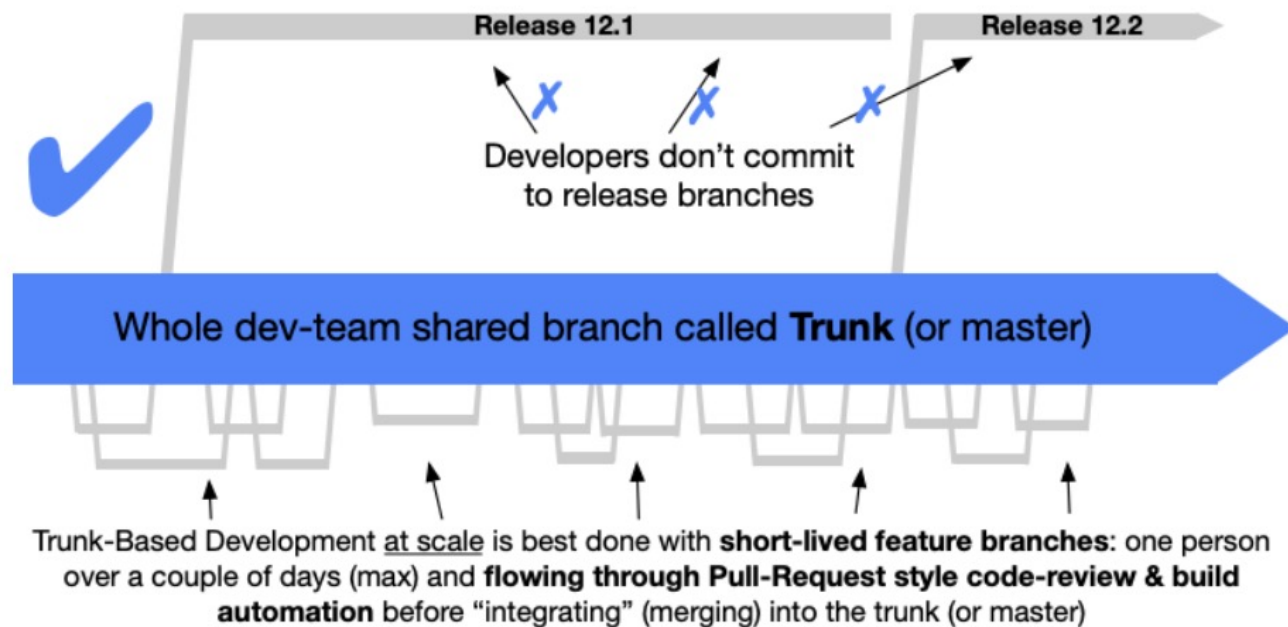 Release 12.1
Release 12.2
Developers don’t commit
to release branches
Whole dev-team shared branch called Trunk (or master)
Trunk-Based Development at scale is best done with short-lived feature branches: one person
over a couple of days (max) and flowing through Pull-Request style code-review & build
automation before “integrating” (merging) into the trunk (or master)